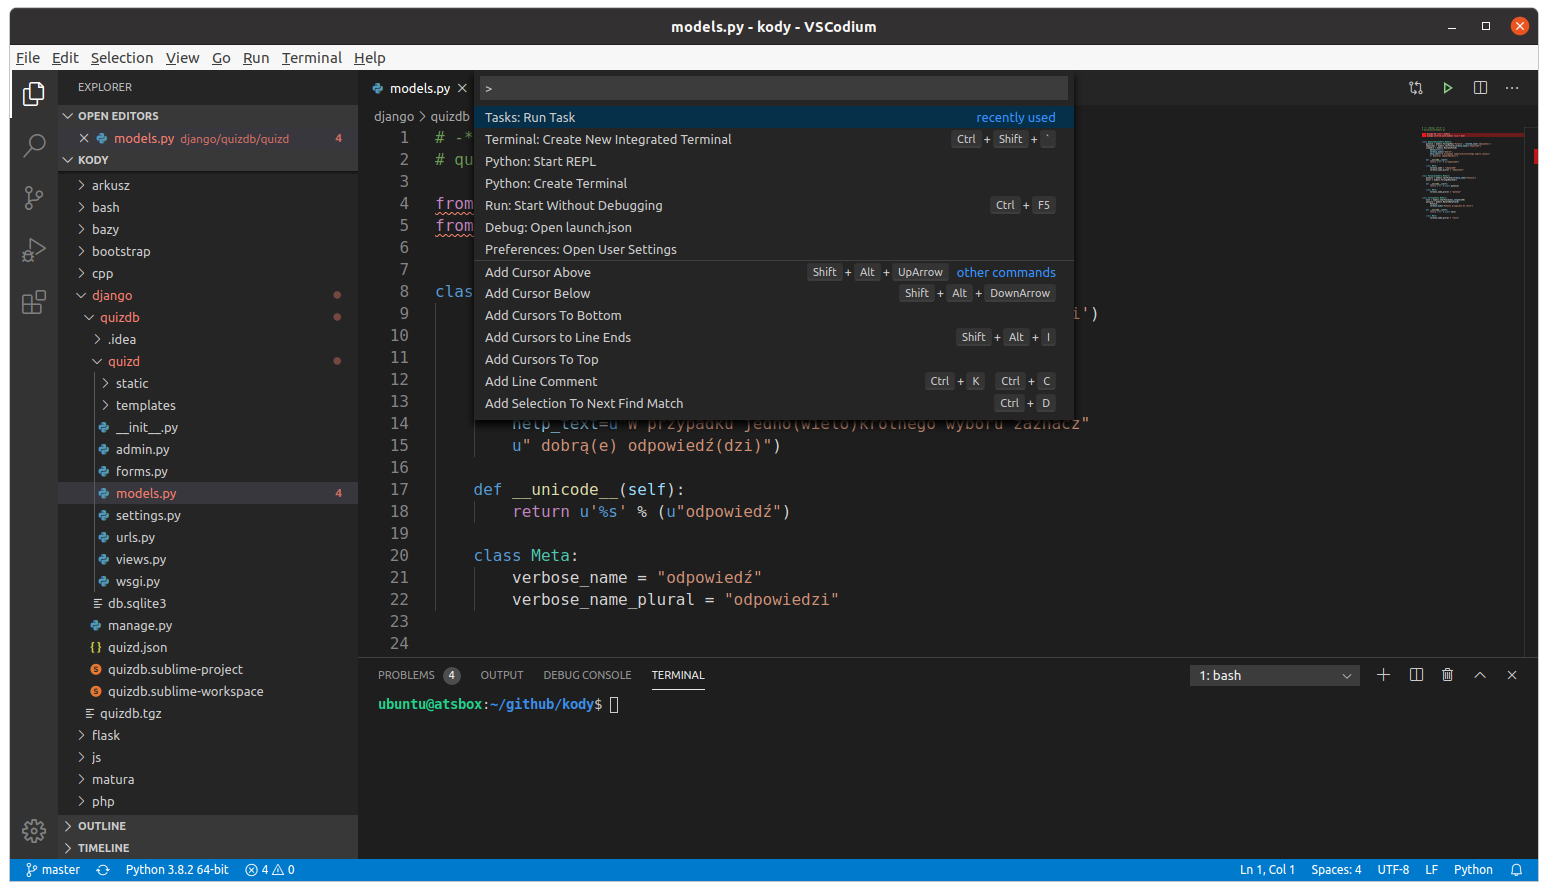 models.py - kody - VSCodium
File Edit Selection View Go Run Terminal Help
EXPLORER
OPEN EDITORS
models.py django/quizdb/quizd 4
KODY
arkusz
bash
bazy
bootstrap
cpp
django
quizdb
.idea
quizd
static
templates
__init__.py
admin.py
forms.py
models.py 4
settings.py
urls.py
views.py
wsgi.py
db.sqlite3
manage.py
{} quizd.json
quizdb.sublime-project
quizdb.sublime-workspace
quizdb.tgz
flask
js
matura
php
OUTLINE
TIMELINE
models.py
django > quizdb
>
Tasks: Run Task recently used
Terminal: Create New Integrated Terminal Ctrl + Shift + `
Python: Start REPL
Python: Create Terminal
Run: Start Without Debugging Ctrl + F5
Debug: Open launch.json
Preferences: Open User Settings
Add Cursor Above Shift + Alt + UpArrow other commands
Add Cursor Below Shift + Alt + DownArrow
Add Cursors To Bottom
Add Cursors to Line Ends Shift + Alt + I
Add Cursors To Top
Add Line Comment Ctrl + K Ctrl + C
Add Selection To Next Find Match Ctrl + D
1 # -*
2 # qu
3
4 from
5 from
6
7
8 clas
9 i')
10
11
12
13
14 help_text=u"W przypadku jedno(wielo)krotnego wyboru zaznacz"
15 u" dobrą(e) odpowiedź(dzi)")
16
17 def __unicode__(self):
18 return u'%s' % (u"odpowiedź")
19
20 class Meta:
21 verbose_name = "odpowiedź"
22 verbose_name_plural = "odpowiedzi"
23
24
PROBLEMS 4 OUTPUT DEBUG CONSOLE TERMINAL 1: bash
ubuntu@atsbox:~/github/kody$
master Python 3.8.2 64-bit 4 0 Ln 1, Col 1 Spaces: 4 UTF-8 LF Python